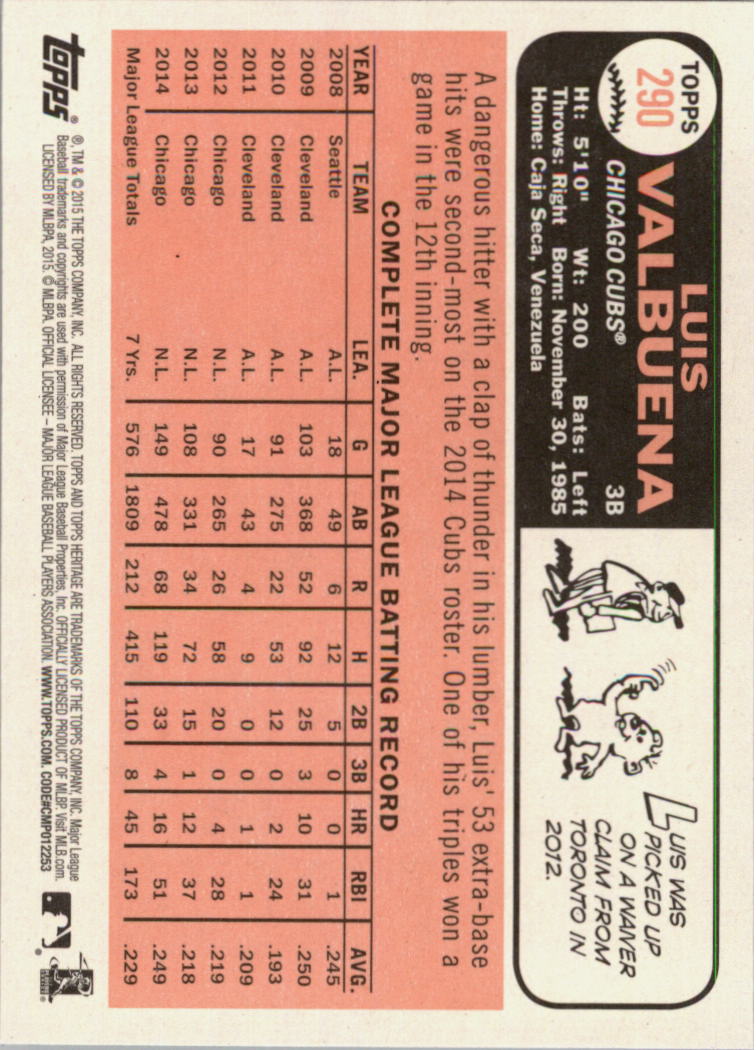 TOPPS
290
LUIS
VALBUENA
CHICAGO CUBS® 3B
Ht: 5'10" Wt: 200 Bats: Left
Throws: Right Born: November 30, 1985
Home: Caja Seca, Venezuela
LUIS WAS
PICKED UP
ON A WAIVER
CLAIM FROM
TORONTO IN
2012.
A dangerous hitter with a clap of thunder in his lumber, Luis' 53 extra-base
hits were second-most on the 2014 Cubs roster. One of his triples won a
game in the 12th inning.
COMPLETE MAJOR LEAGUE BATTING RECORD
YEAR TEAM LEA. G AB R H 2B 3B HR RBI AVG.
2008 Seattle A.L. 18 49 6 12 5 0 0 1 .245
2009 Cleveland A.L. 103 368 52 92 25 3 10 31 .250
2010 Cleveland A.L. 91 275 22 53 12 0 2 24 .193
2011 Cleveland A.L. 17 43 4 9 0 0 1 1 .209
2012 Chicago N.L. 90 265 26 58 20 0 4 28 .219
2013 Chicago N.L. 108 331 34 72 15 1 12 37 .218
2014 Chicago N.L. 149 478 68 119 33 4 16 51 .249
Major League Totals 7 Yrs. 576 1809 212 415 110 8 45 173 .229
topps®
®, TM & © 2015 THE TOPPS COMPANY, INC. ALL RIGHTS RESERVED. TOPPS AND TOPPS HERITAGE ARE TRADEMARKS OF THE TOPPS COMPANY, INC. Major League
Baseball trademarks and copyrights are used with permission of Major League Baseball Properties, Inc. OFFICIALLY LICENSED PRODUCT OF MLBP. Visit MLB.com.
LICENSED BY MLBPA, 2015. © MLBPA. OFFICIAL LICENSEE – MAJOR LEAGUE BASEBALL PLAYERS ASSOCIATION. WWW.TOPPS.COM. CODE#CMP012253